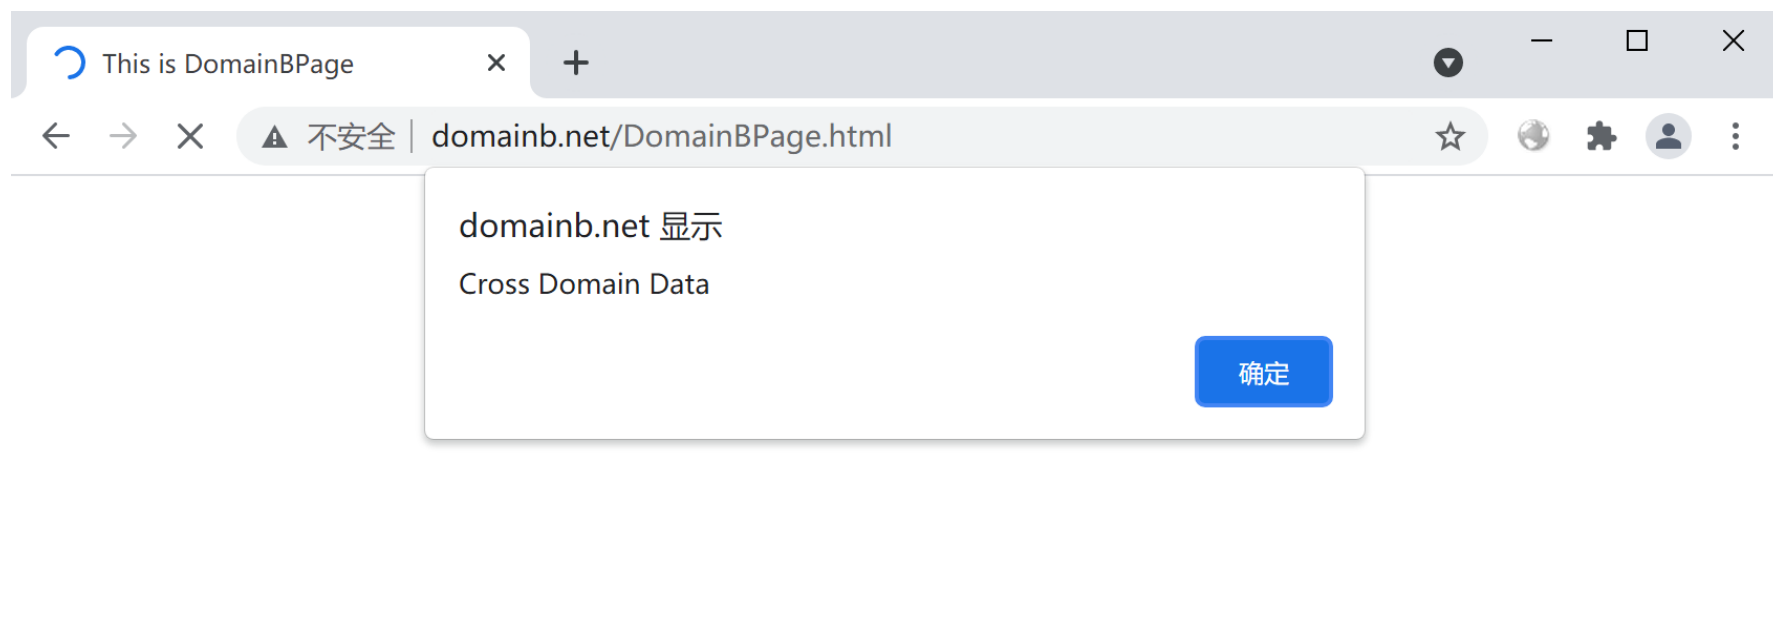 This is DomainBPage
不安全 domainb.net/DomainBPage.html
domainb.net 显示
Cross Domain Data
确定